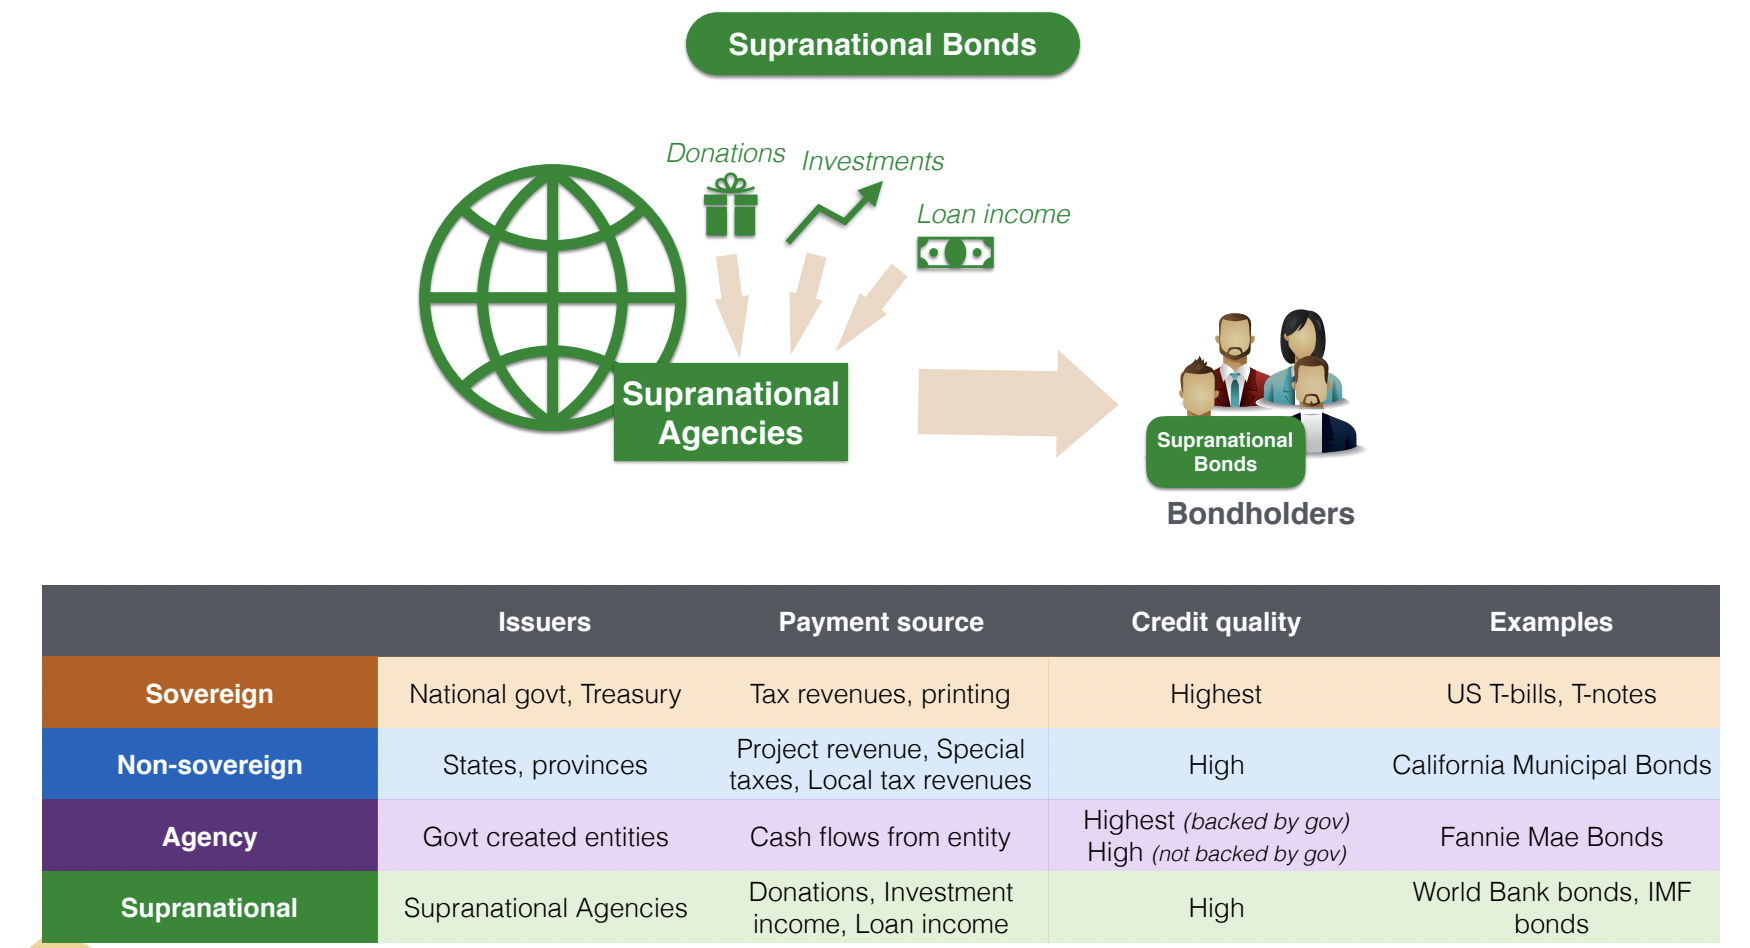 Supranational Bonds
Donations
Investments
Loan income
Supranational
Agencies
Supranational
Bonds
Bondholders
Issuers Payment source Credit quality Examples
Sovereign National govt, Treasury Tax revenues, printing Highest US T-bills, T-notes
Non-sovereign
States, provinces
Project revenue, Special
taxes, Local tax revenues
High
California Municipal Bonds
Agency
Govt created entities
Cash flows from entity
Highest (backed by gov)
High (not backed by gov)
Fannie Mae Bonds
Supranational
Supranational Agencies
Donations, Investment
income, Loan income
High
World Bank bonds, IMF
bonds